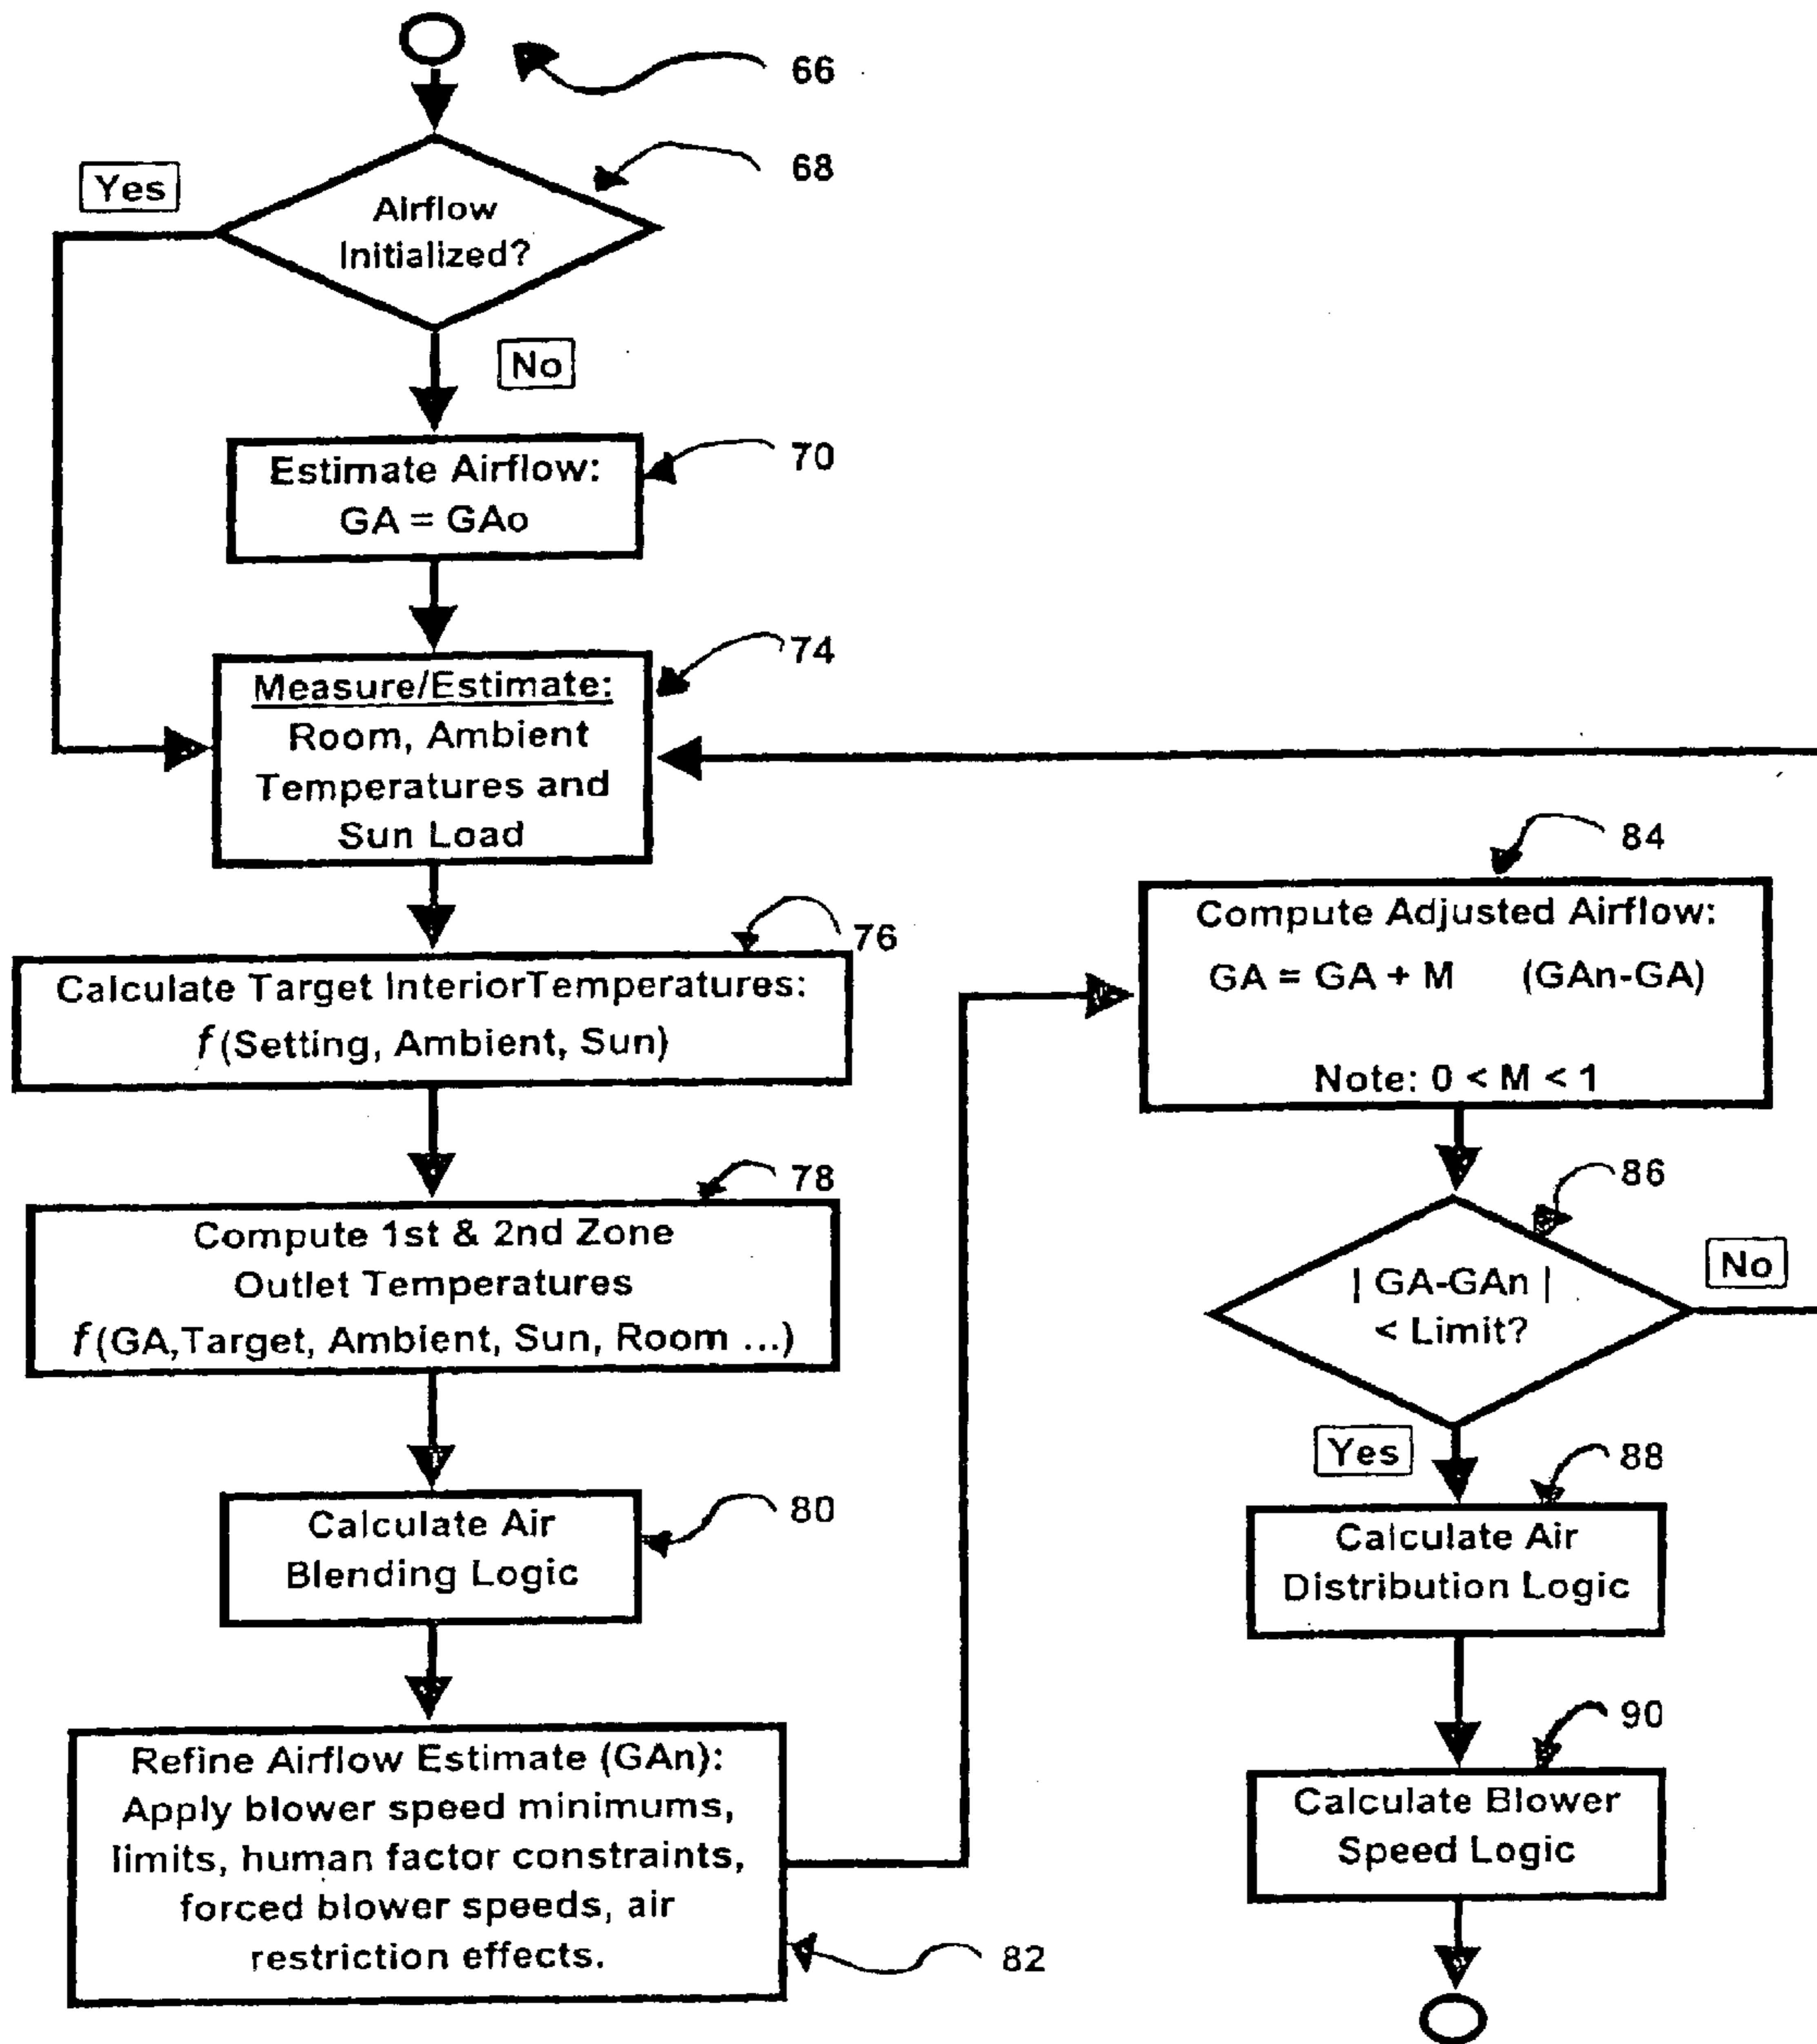 66
68
Yes
Airflow
Initialized?
No
70
Estimate Airflow:
GA = GAo
74
Measure/Estimate:
Room, Ambient
Temperatures and
Sun Load
76
Calculate Target InteriorTemperatures:
f(Setting, Ambient, Sun)
78
Compute 1st & 2nd Zone
Outlet Temperatures
f(GA,Target, Ambient, Sun, Room ...)
80
Calculate Air
Blending Logic
Refine Airflow Estimate (GAn):
Apply blower speed minimums,
limits, human factor constraints,
forced blower speeds, air
restriction effects.
82
84
Compute Adjusted Airflow:
GA = GA + M (GAn-GA)
Note: 0 < M < 1
86
| GA-GAn |
< Limit?
No
Yes
88
Calculate Air
Distribution Logic
90
Calculate Blower
Speed Logic